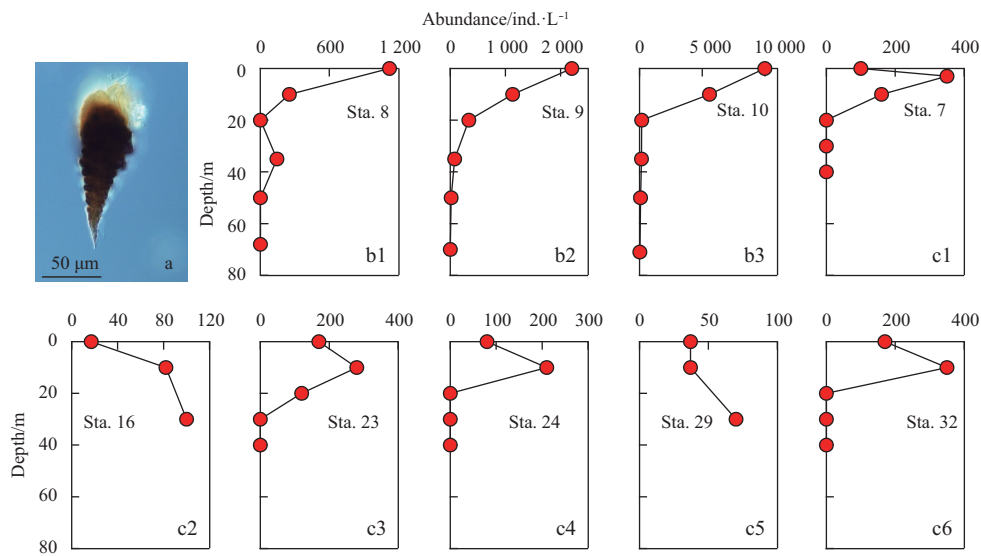 Abundance/ind.·L⁻¹
0 600 1 200
0 1 000 2 000
0 5 000 10 000
0 200 400
0
20
40
60
80
Depth/m
50 μm
a
Sta. 8
b1
Sta. 9
b2
Sta. 10
b3
Sta. 7
c1
0 40 80 120
0 200 400
0 100 200 300
0 50 100
0 200 400
0
20
40
60
80
Depth/m
Sta. 16
c2
Sta. 23
c3
Sta. 24
c4
Sta. 29
c5
Sta. 32
c6